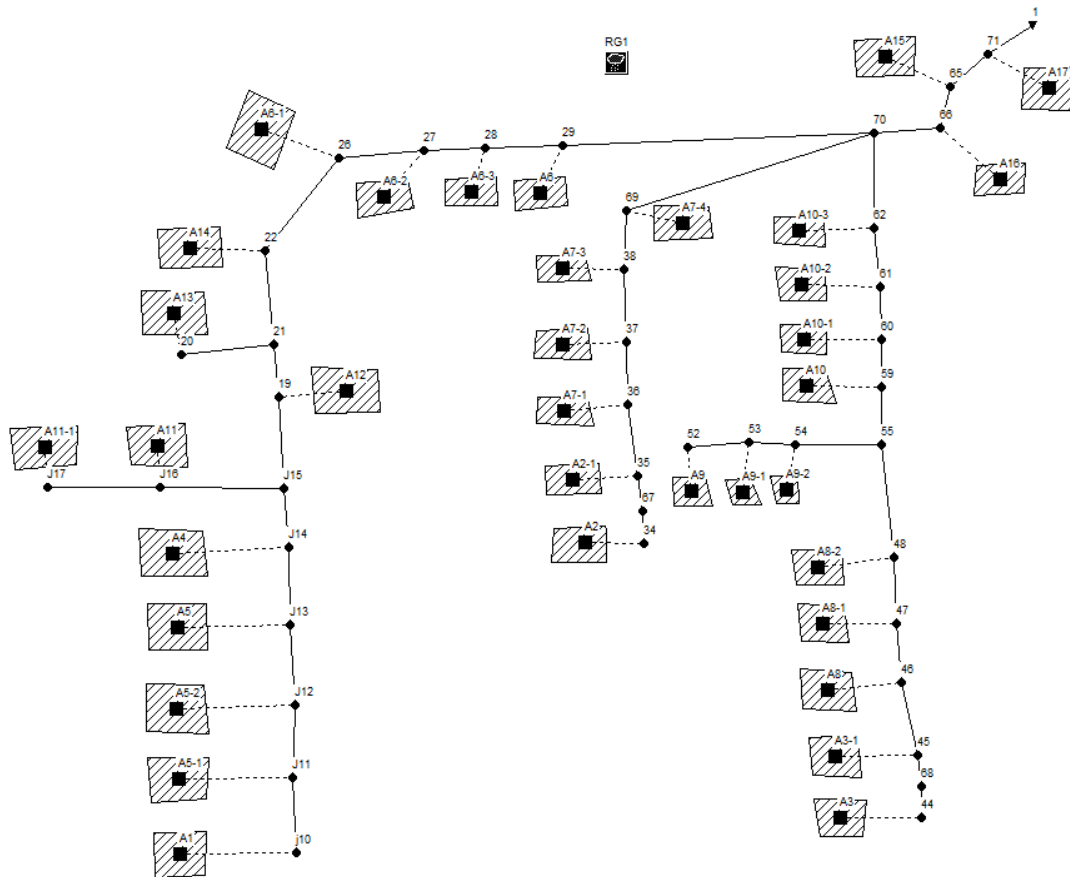 1
RG1
A15
71
65
A17
A6-1
66
70
26
27
28
29
A16
A6-2
A6-3
A6
69
A7-4
A10-3
62
A14
22
A7-3
38
A10-2
61
A13
20
21
A7-2
37
A10-1
60
A12
19
A7-1
36
A10
59
A11-1
A11
52
53
54
55
J17
J16
J15
A2-1
35
A9
A9-1
A9-2
67
A4
J14
A2
34
A8-2
48
A5
J13
A8-1
47
A5-2
J12
A8
46
A5-1
J11
A3-1
45
68
A3
44
A1
j10